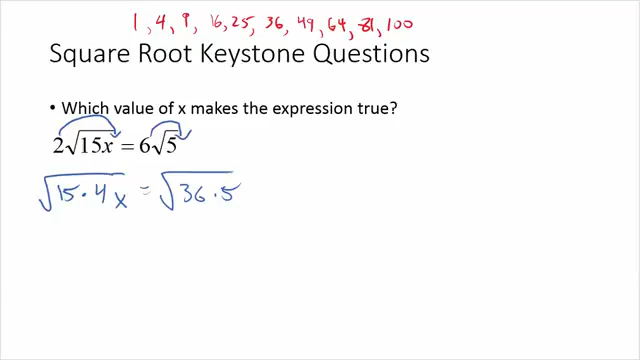 1, 4, 9, 16, 25, 36, 49, 64, 81, 100
Square Root Keystone Questions
• Which value of x makes the expression true?
2√15x = 6√5
√15·4x = √36·5